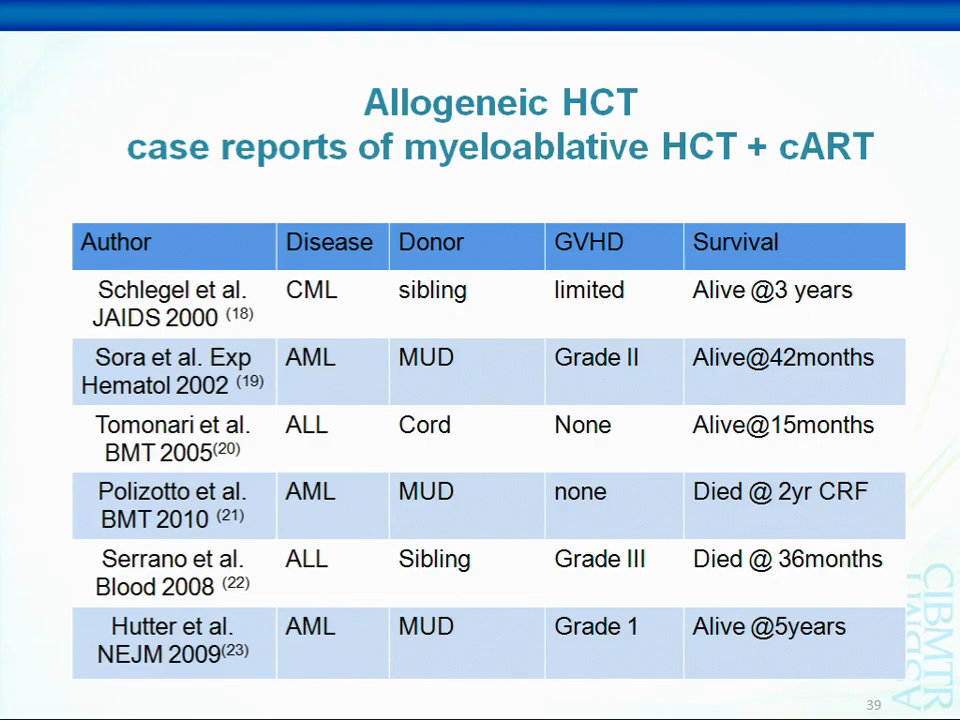 Allogeneic HCT
case reports of myeloablative HCT + cART
Author Disease Donor GVHD Survival
Schlegel et al. CML sibling limited Alive @3 years
JAIDS 2000 (18)
Sora et al. Exp AML MUD Grade II Alive@42months
Hematol 2002 (19)
Tomonari et al. ALL Cord None Alive@15months
BMT 2005(20)
Polizotto et al. AML MUD none Died @ 2yr CRF
BMT 2010 (21)
Serrano et al. ALL Sibling Grade III Died @ 36months
Blood 2008 (22)
Hutter et al. AML MUD Grade 1 Alive @5years
NEJM 2009(23)
CIBMTR
39